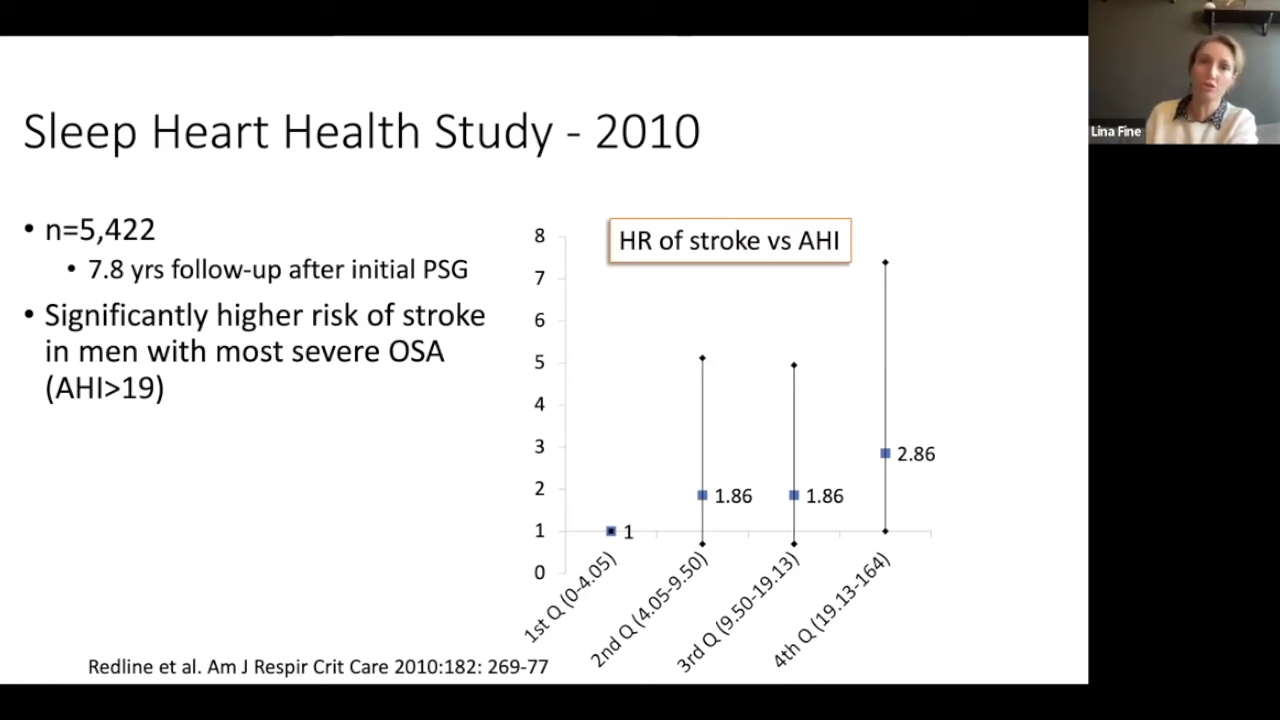 Sleep Heart Health Study - 2010
• n=5,422
• 7.8 yrs follow-up after initial PSG
• Significantly higher risk of stroke
in men with most severe OSA
(AHI>19)
HR of stroke vs AHI
8
7
6
5
4
3
2
1
0
1
1.86
1.86
2.86
1st Q (0-4.05)
2nd Q (4.05-9.50)
3rd Q (9.50-19.13)
4th Q (19.13-164)
Redline et al. Am J Respir Crit Care 2010:182: 269-77
Lina Fine